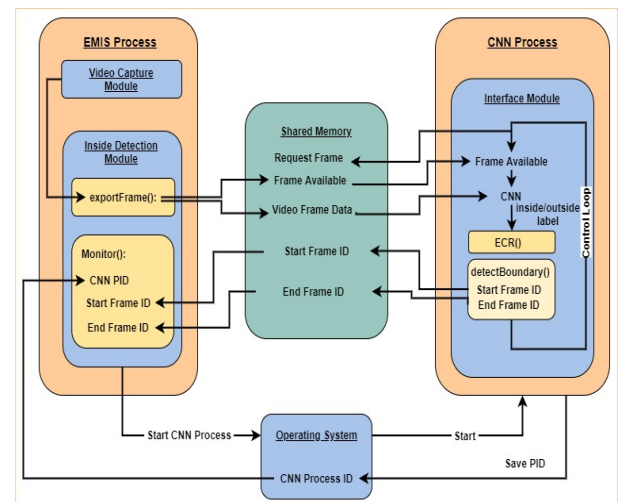 EMIS Process
Video Capture
Module
Inside Detection
Module
exportFrame():
Monitor():
CNN PID
Start Frame ID
End Frame ID
Shared Memory
Request Frame
Frame Available
Video Frame Data
Start Frame ID
End Frame ID
CNN Process
Interface Module
Frame Available
CNN
inside/outside
label
ECR()
detectBoundary()
Start Frame ID
End Frame ID
Control Loop
Start CNN Process
Operating System
CNN Process ID
Start
Save PID